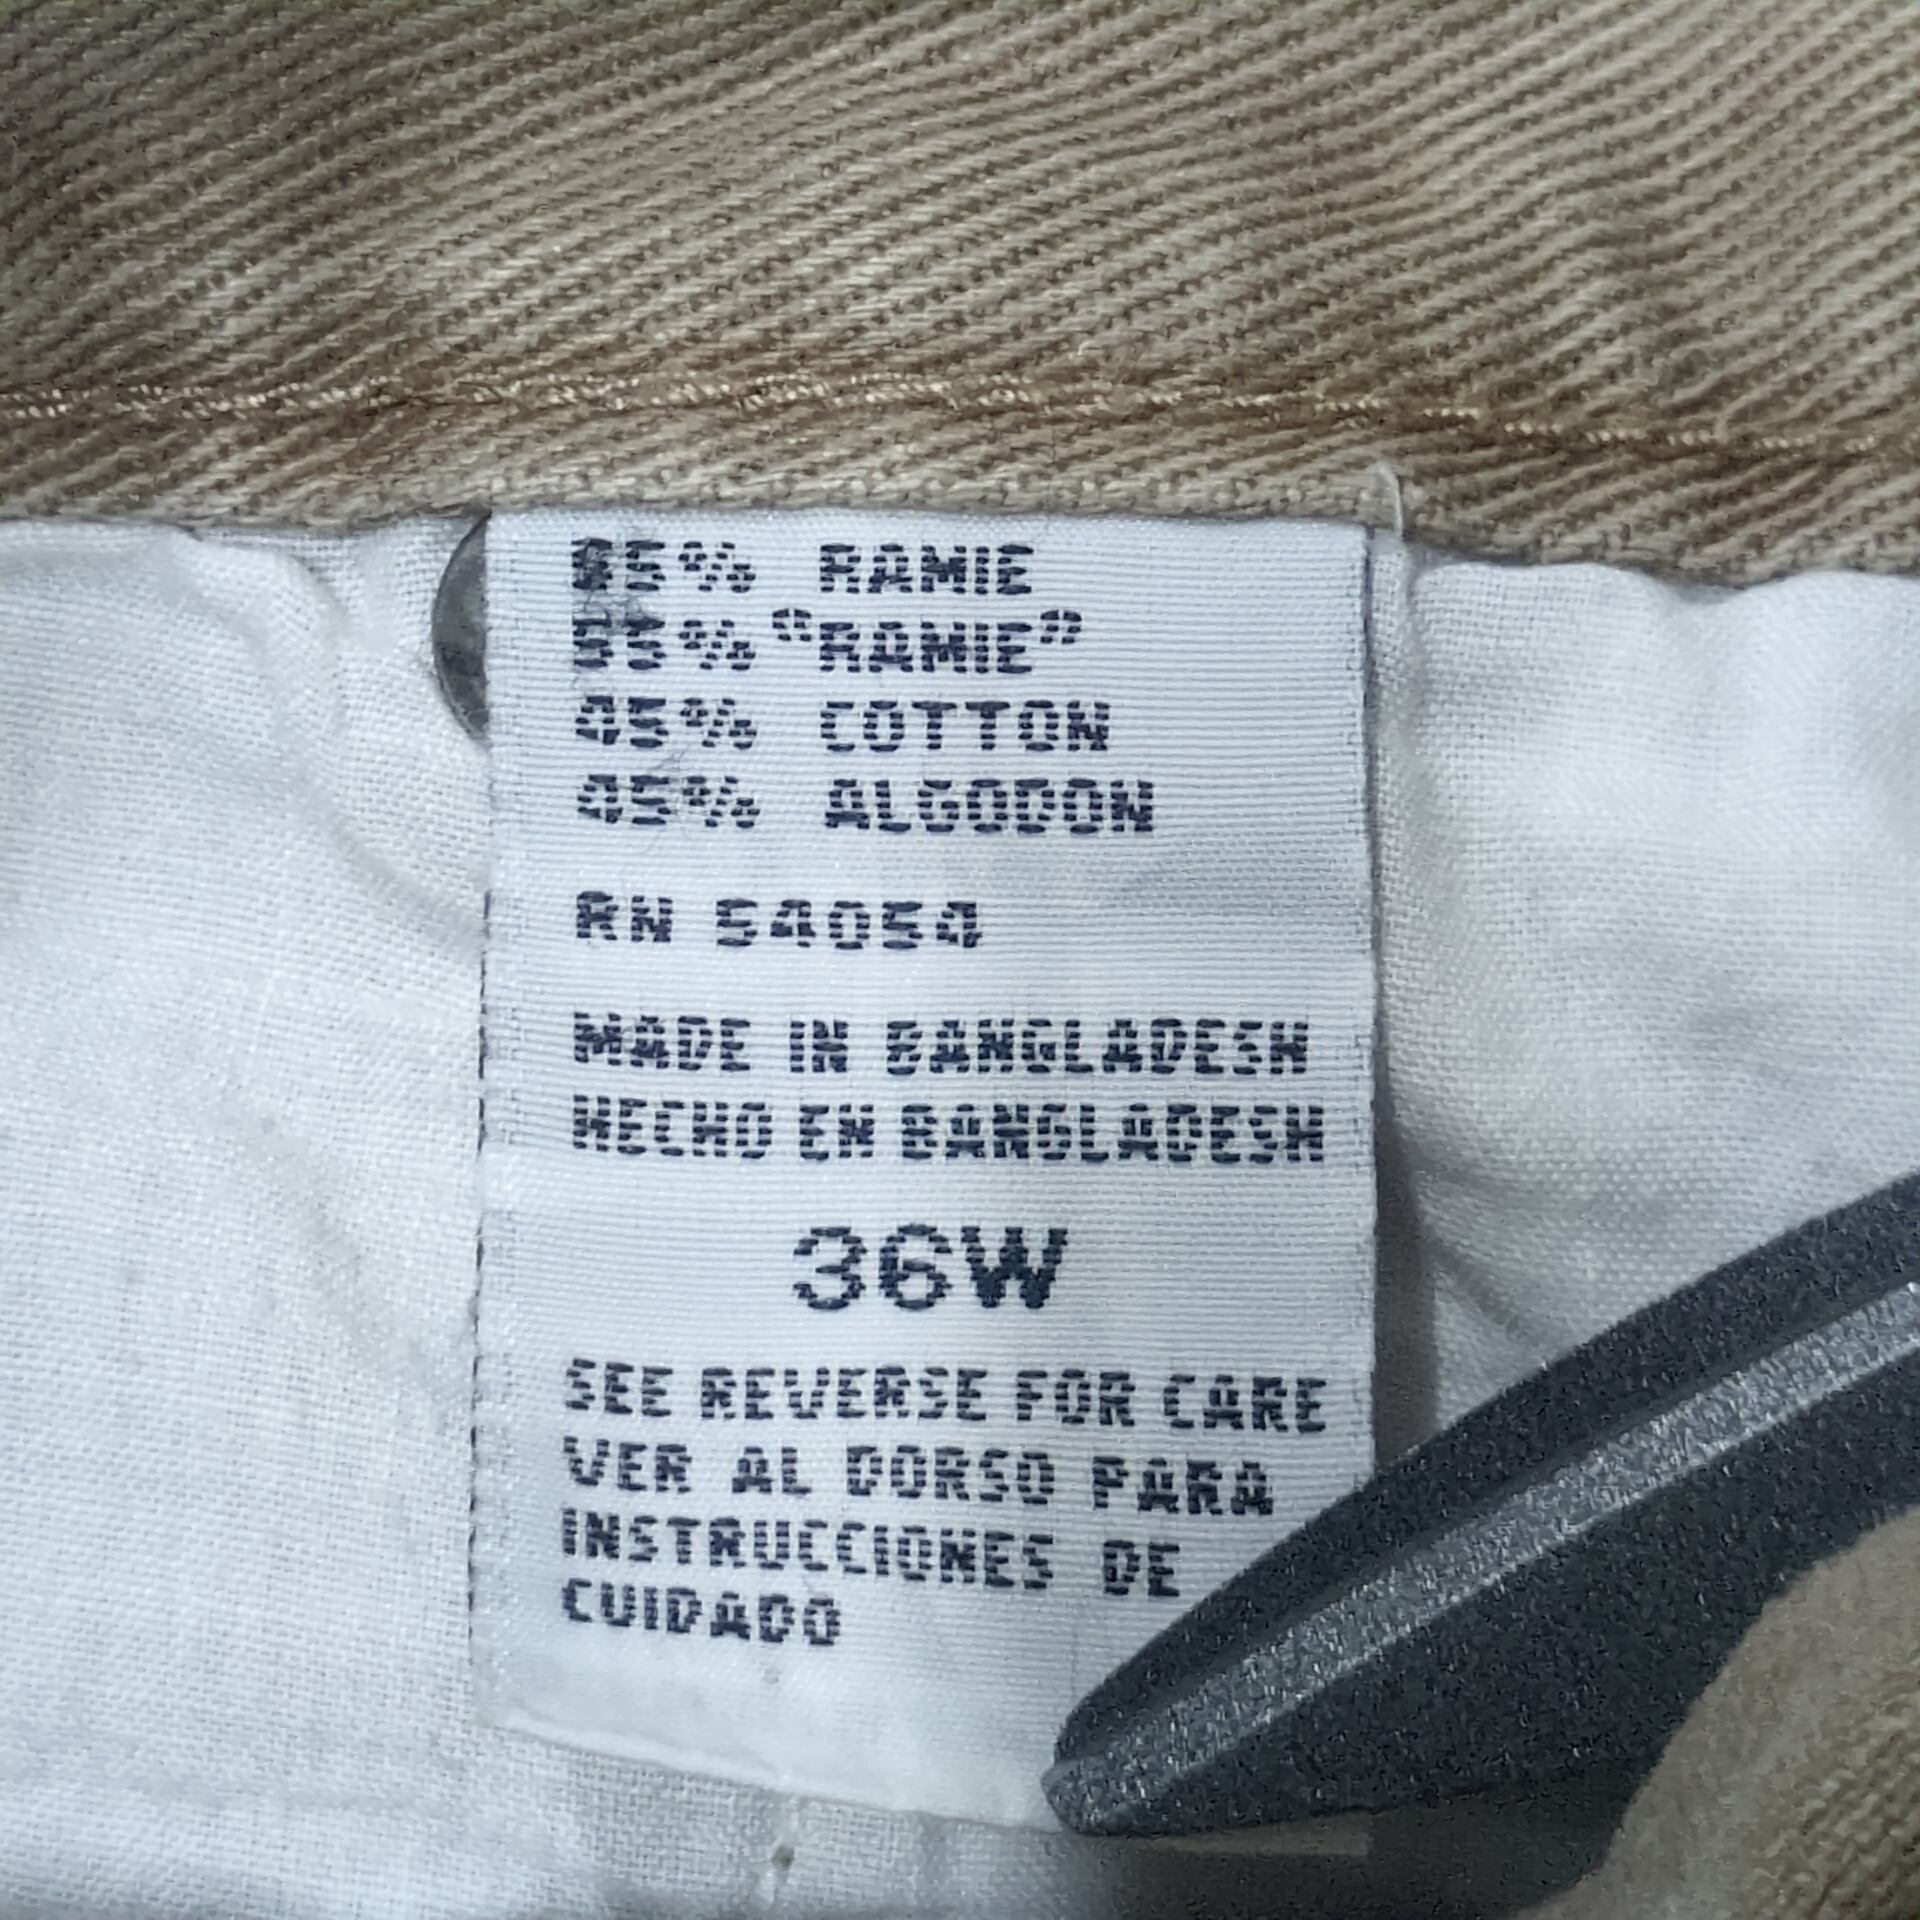 55% RAMIE
55% "RAMIE"
45% COTTON
45% ALGODON
RN 54054
MADE IN BANGLADESH
HECHO EN BANGLADESH
36W
SEE REVERSE FOR CARE
VER AL DORSO PARA
INSTRUCCIONES DE
CUIDADO